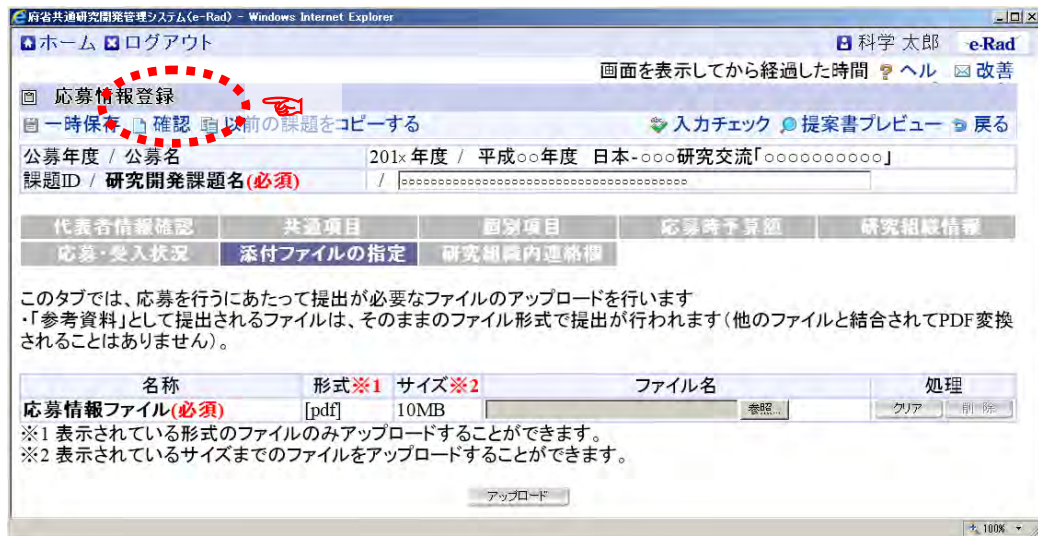 府省共通研究開発管理システム(e-Rad) - Windows Internet Explorer
ホーム ログアウト 科学 太郎 e-Rad
画面を表示してから経過した時間 ヘル 改善
応募情報登録
一時保存 確認 以前の課題をコピーする 入力チェック 提案書プレビュー 戻る
公募年度 / 公募名 201×年度 / 平成○○年度 日本-○○○研究交流「○○○○○○○○○○」
課題ID / 研究開発課題名(必須) /
代表者情報確認 共通項目 個別項目 応募時予算額 研究組織情報
応募・受入状況 添付ファイルの指定 研究組織内連絡欄
このタブでは、応募を行うにあたって提出が必要なファイルのアップロードを行います
・「参考資料」として提出されるファイルは、そのままのファイル形式で提出が行われます(他のファイルと結合されてPDF変換
されることはありません)。
名称 形式※1 サイズ※2 ファイル名 処理
応募情報ファイル(必須) [pdf] 10MB 参照... クリア 削除
※1 表示されている形式のファイルのみアップロードすることができます。
※2 表示されているサイズまでのファイルをアップロードすることができます。
アップロード
100%